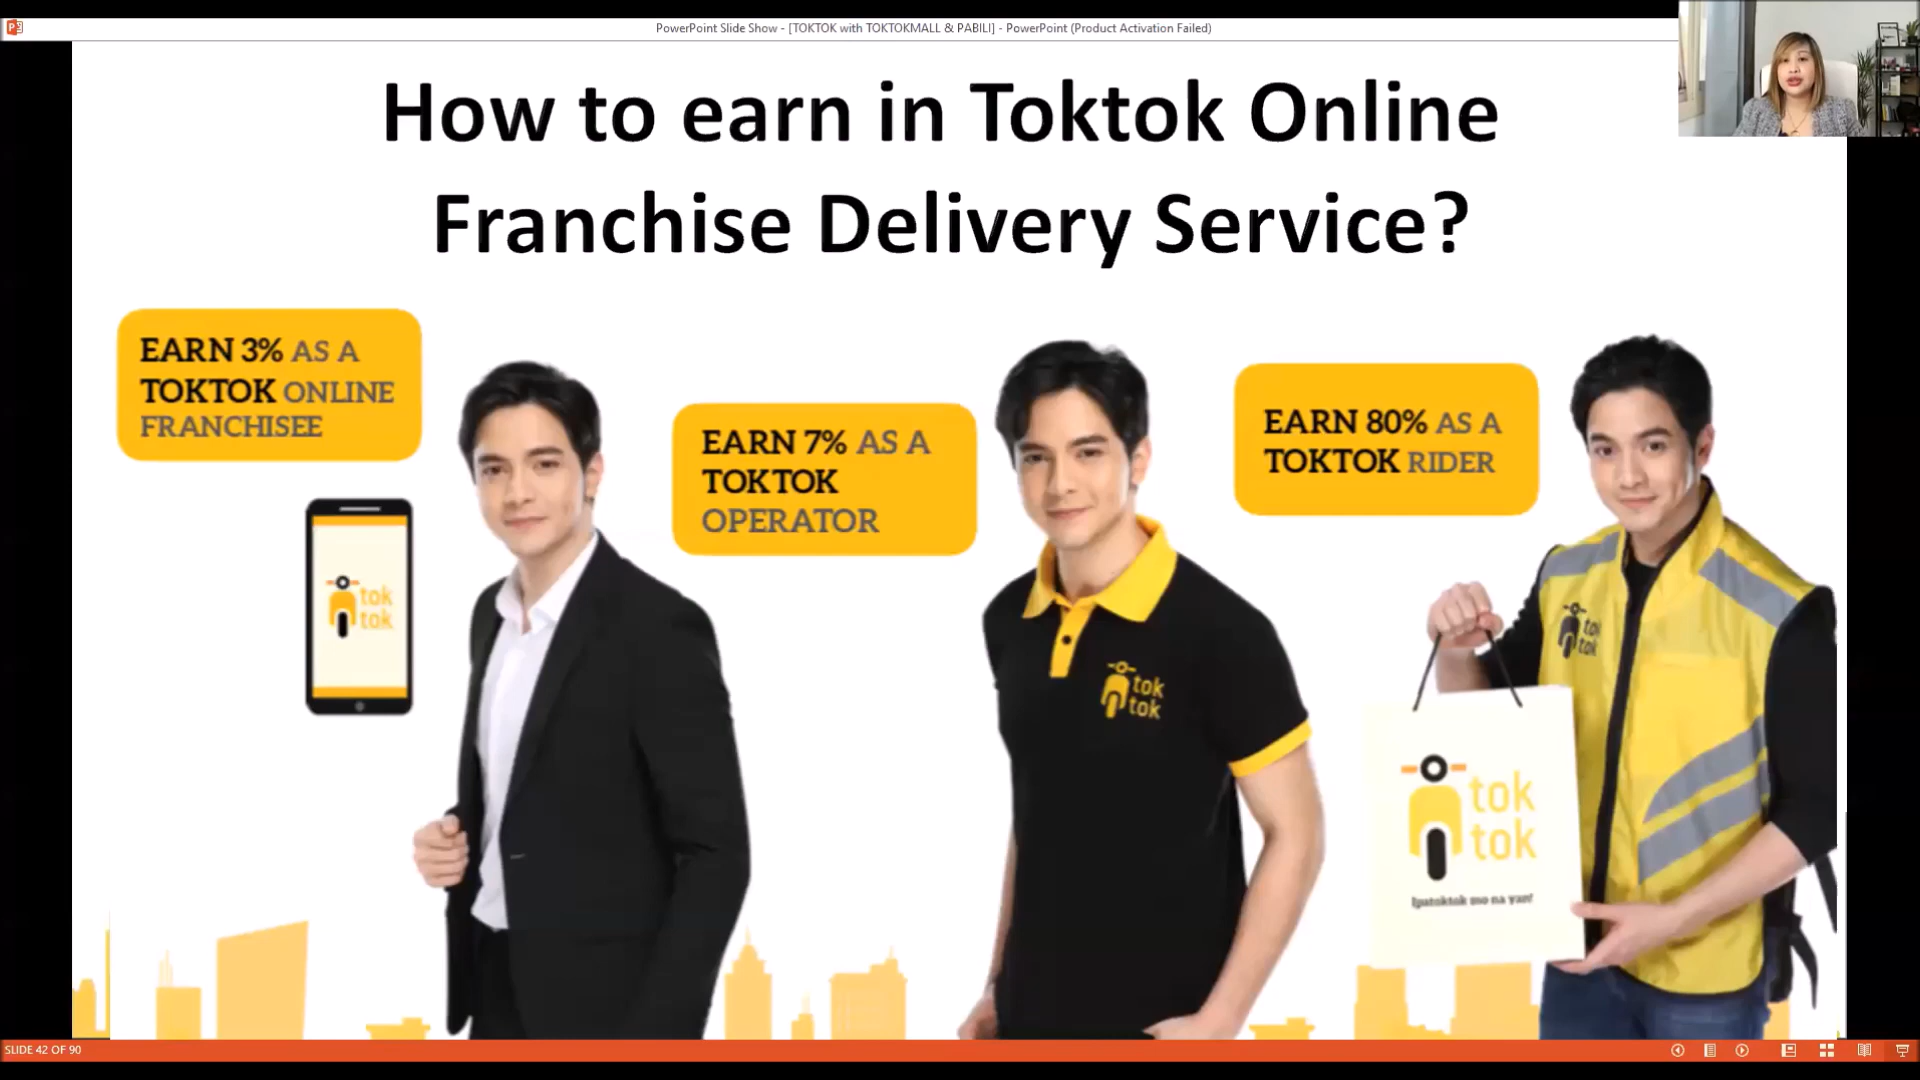 PowerPoint Slide Show - [TOKTOK with TOKTOKMALL & PABILI] - PowerPoint (Product Activation Failed)
How to earn in Toktok Online
Franchise Delivery Service?
EARN 3% AS A
TOKTOK ONLINE
FRANCHISEE
tok
tok
EARN 7% AS A
TOKTOK
OPERATOR
tok
tok
EARN 80% AS A
TOKTOK RIDER
tok
tok
tok
tok
Ipatoktok mo na yan!
SLIDE 42 OF 90